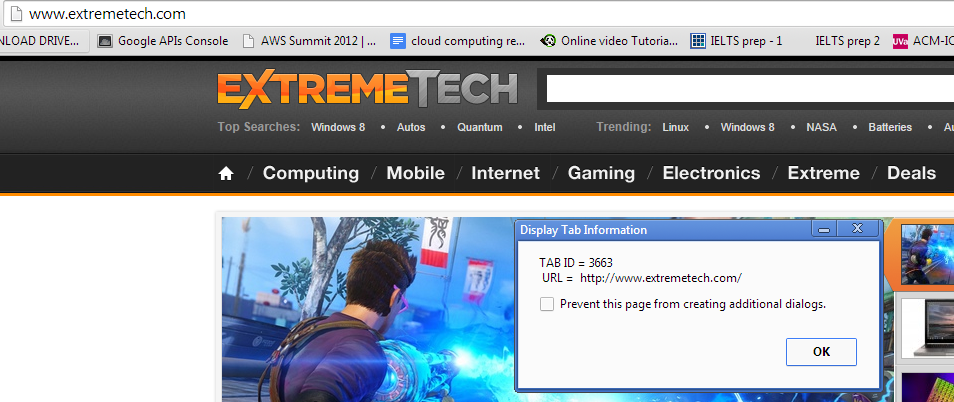 www.extremetech.com
NLOAD DRIVE... Google APIs Console AWS Summit 2012 | ... cloud computing re... Online video Tutoria... IELTS prep - 1 IELTS prep 2 UVa ACM-IC
EXTREMETECH
Top Searches: Windows 8 • Autos • Quantum • Intel Trending: Linux • Windows 8 • NASA • Batteries • Au
/ Computing / Mobile / Internet / Gaming / Electronics / Extreme / Deals
Display Tab Information
TAB ID = 3663
URL = http://www.extremetech.com/
Prevent this page from creating additional dialogs.
OK